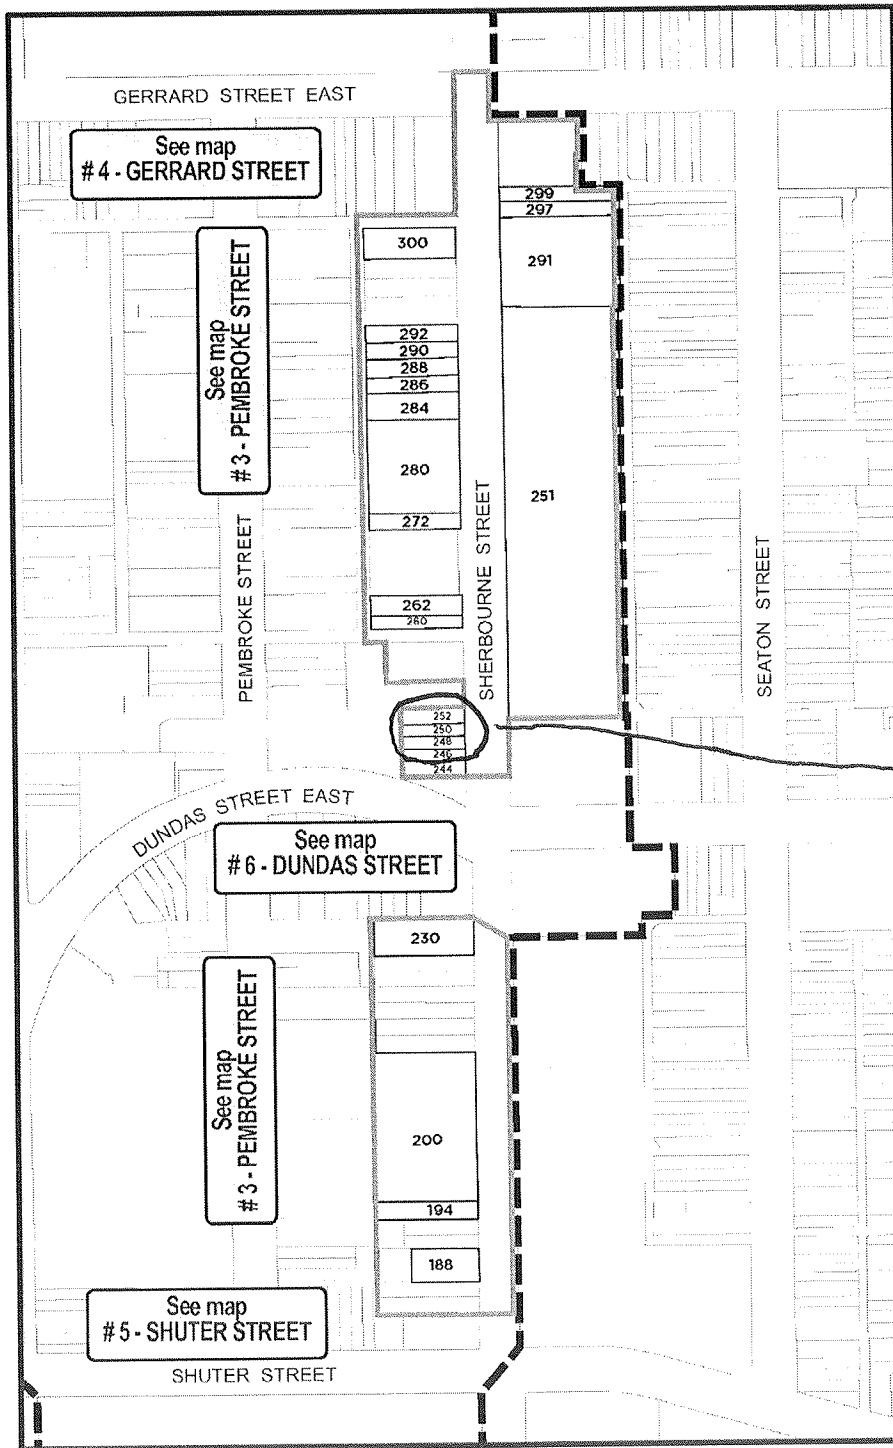 GERRARD STREET EAST
See map
# 4 - GERRARD STREET
299
297
300
291
See map
# 3 - PEMBROKE STREET
292
290
288
286
284
280
272
251
SHERBOURNE STREET
PEMBROKE STREET
SEATON STREET
262
260
252
250
248
246
244
DUNDAS STREET EAST
See map
# 6 - DUNDAS STREET
230
See map
# 3 - PEMBROKE STREET
200
194
188
See map
# 5 - SHUTER STREET
SHUTER STREET